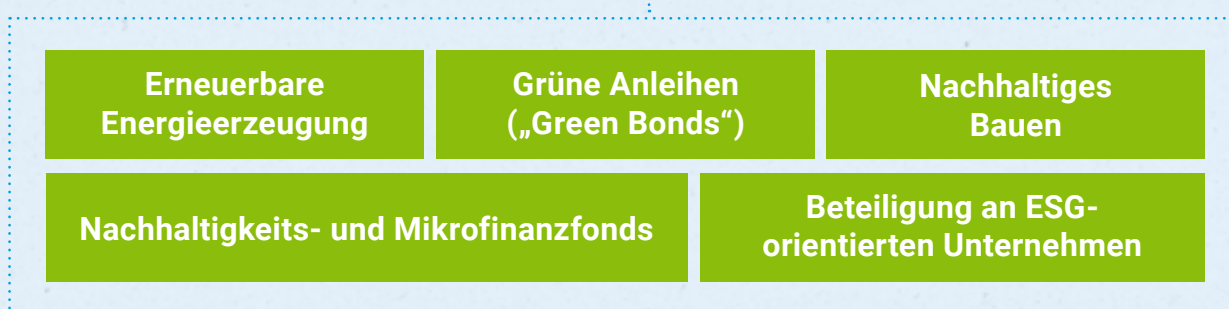 Erneuerbare
Energieerzeugung
Grüne Anleihen
(„Green Bonds“)
Nachhaltiges
Bauen
Nachhaltigkeits- und Mikrofinanzfonds
Beteiligung an ESG-
orientierten Unternehmen